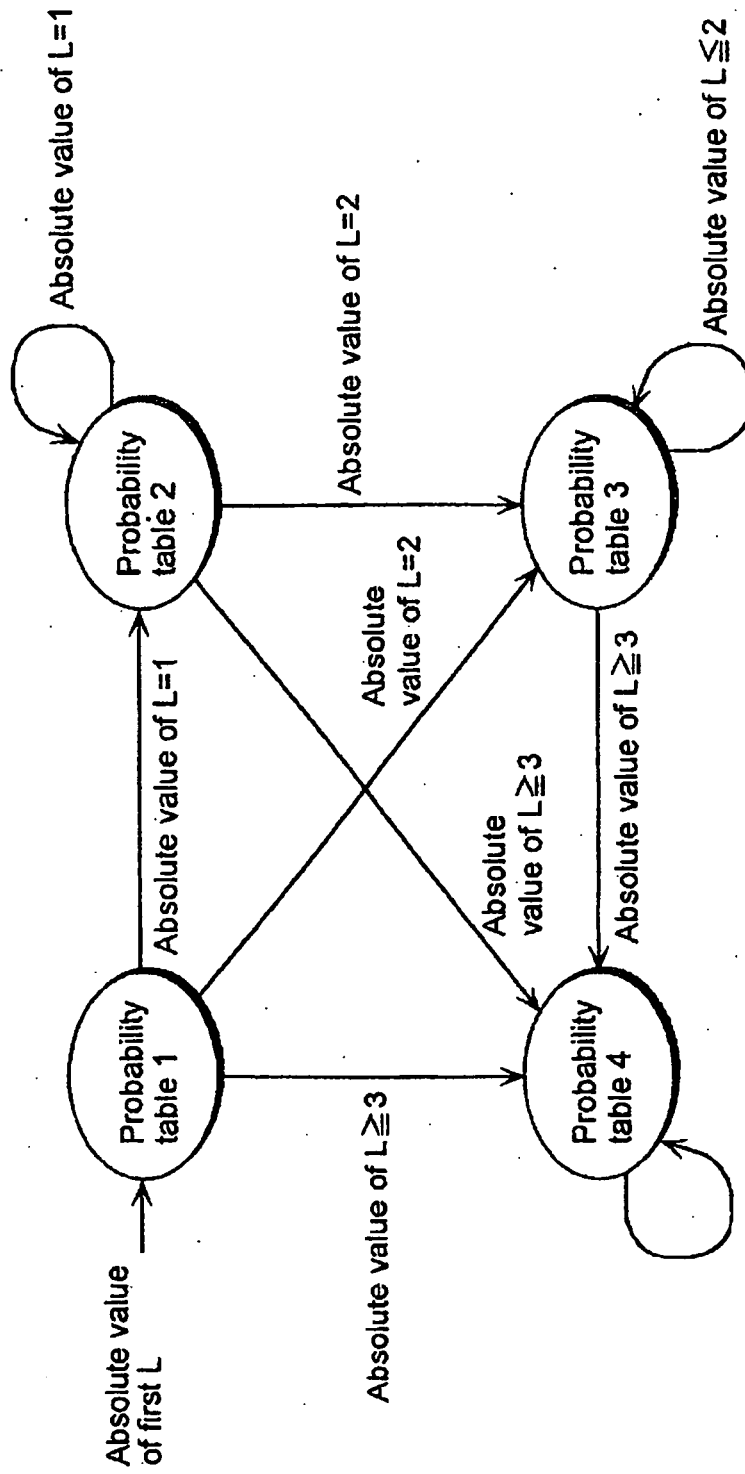 Absolute value
of first L
Probability
table 1
Absolute value of L=1
Probability
table 2
Absolute value of L=1
Absolute value of L≧3
Absolute
value of L≧3
Absolute
value of L=2
Absolute value of L=2
Probability
table 4
Absolute value of L≧3
Probability
table 3
Absolute value of L≦2